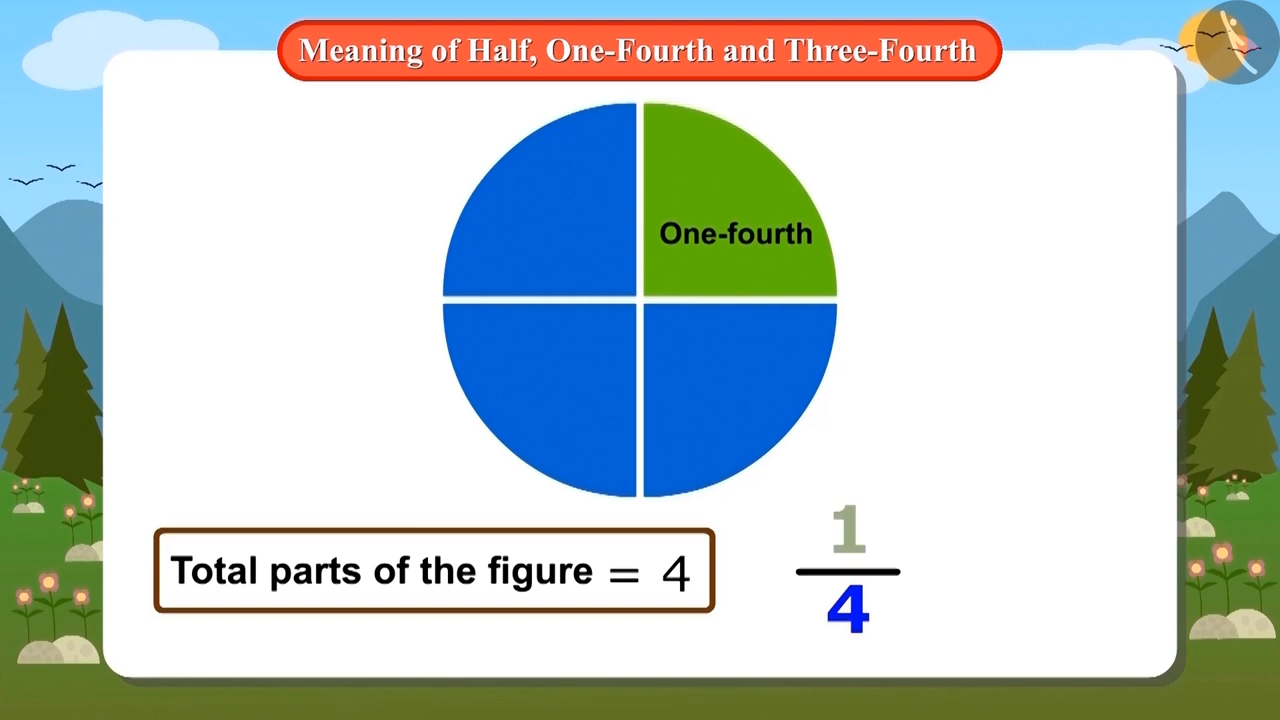 Meaning of Half, One-Fourth and Three-Fourth
One-fourth
Total parts of the figure = 4
1
4